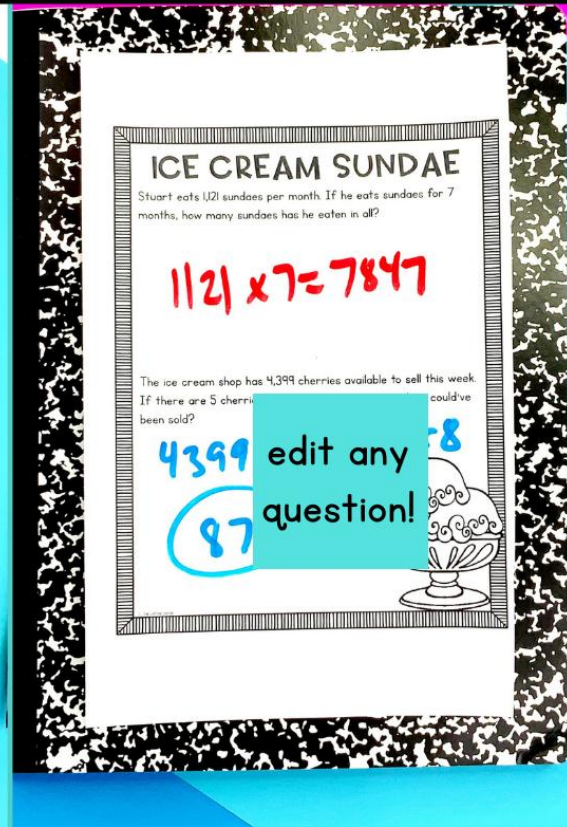 ICE CREAM SUNDAE
Stuart eats 1,121 sundaes per month. If he eats sundaes for 7
months, how many sundaes has he eaten in all?
1121 x 7 = 7847
The ice cream shop has 4,399 cherries available to sell this week.
If there are 5 could've
been sold?
4399 8
edit any
question!
87